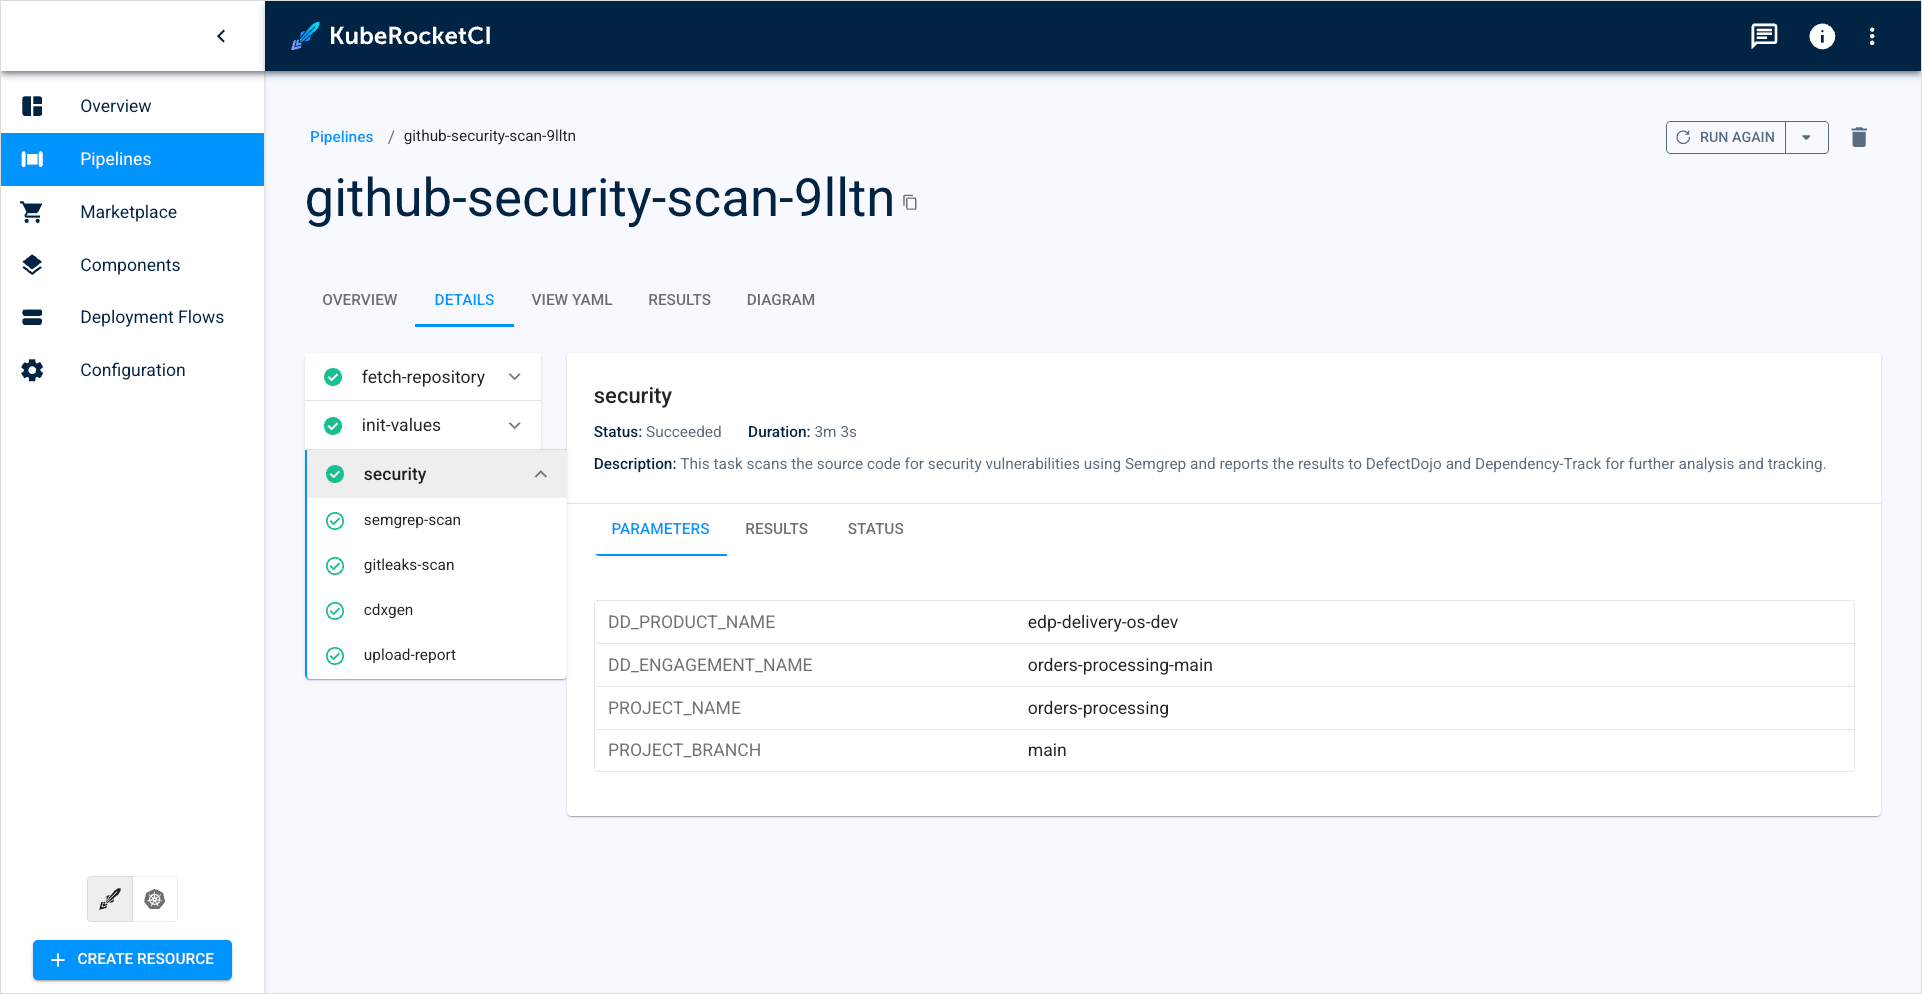 KubeRocketCI
Overview
Pipelines
Marketplace
Components
Deployment Flows
Configuration
CREATE RESOURCE
Pipelines / github-security-scan-9lltn
RUN AGAIN
github-security-scan-9lltn
OVERVIEW DETAILS VIEW YAML RESULTS DIAGRAM
fetch-repository
init-values
security
semgrep-scan
gitleaks-scan
cdxgen
upload-report
security
Status: Succeeded Duration: 3m 3s
Description: This task scans the source code for security vulnerabilities using Semgrep and reports the results to DefectDojo and Dependency-Track for further analysis and tracking.
PARAMETERS RESULTS STATUS
DD_PRODUCT_NAME edp-delivery-os-dev
DD_ENGAGEMENT_NAME orders-processing-main
PROJECT_NAME orders-processing
PROJECT_BRANCH main